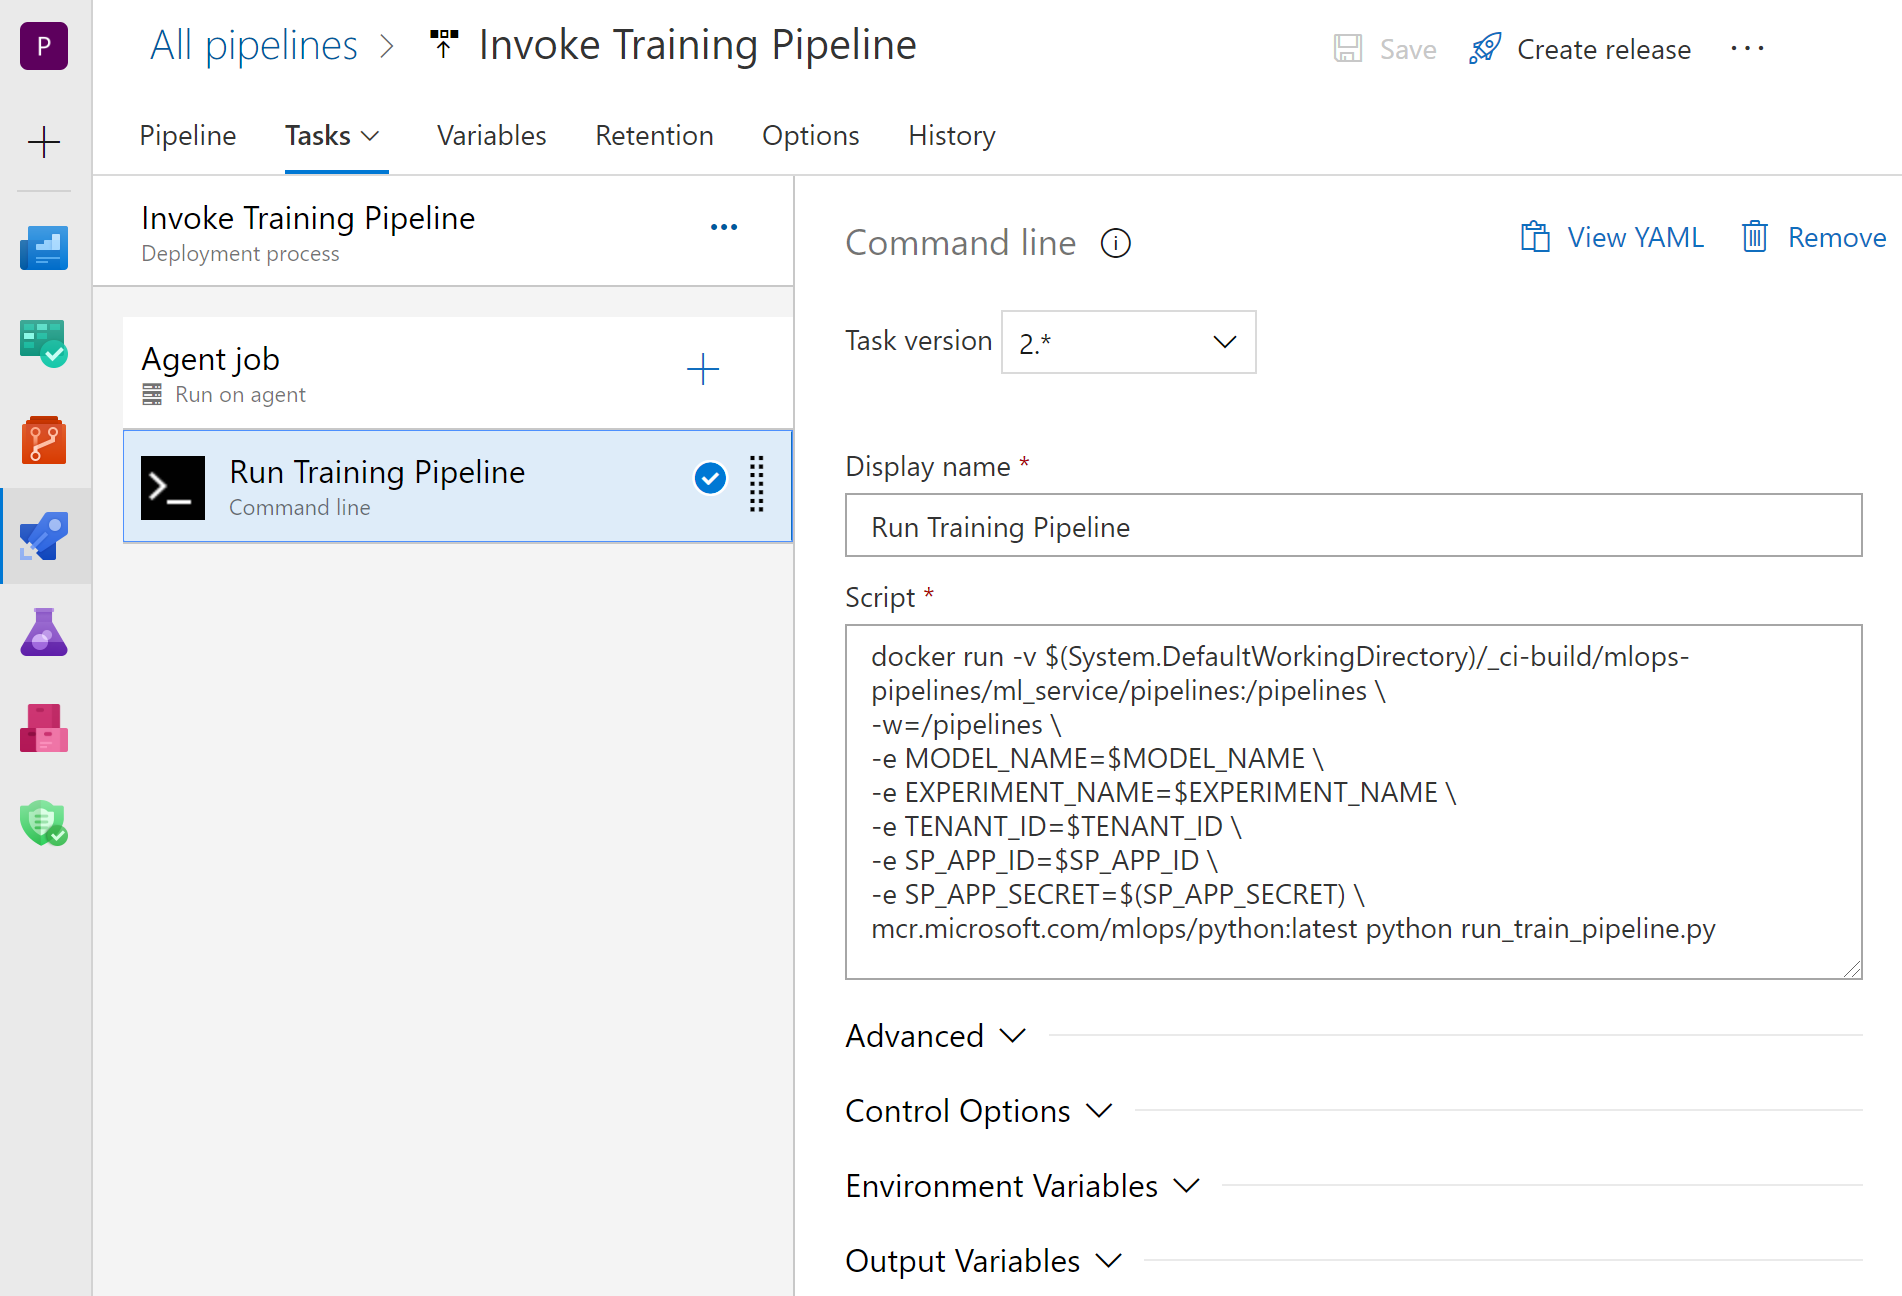 P
All pipelines > Invoke Training Pipeline
Save
Create release
...
Pipeline
Tasks
Variables
Retention
Options
History
Invoke Training Pipeline
...
Deployment process
Agent job
Run on agent
Run Training Pipeline
Command line
Command line
View YAML
Remove
Task version
2.*
Display name *
Run Training Pipeline
Script *
docker run -v $(System.DefaultWorkingDirectory)/_ci-build/mlops-
pipelines/ml_service/pipelines:/pipelines \
-w=/pipelines \
-e MODEL_NAME=$MODEL_NAME \
-e EXPERIMENT_NAME=$EXPERIMENT_NAME \
-e TENANT_ID=$TENANT_ID \
-e SP_APP_ID=$SP_APP_ID \
-e SP_APP_SECRET=$(SP_APP_SECRET) \
mcr.microsoft.com/mlops/python:latest python run_train_pipeline.py
Advanced
Control Options
Environment Variables
Output Variables